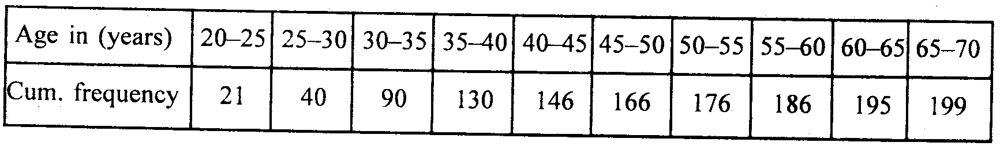 Age in (years) 20–25 25–30 30–35 35–40 40–45 45–50 50–55 55–60 60–65 65–70
Cum. frequency 21 40 90 130 146 166 176 186 195 199